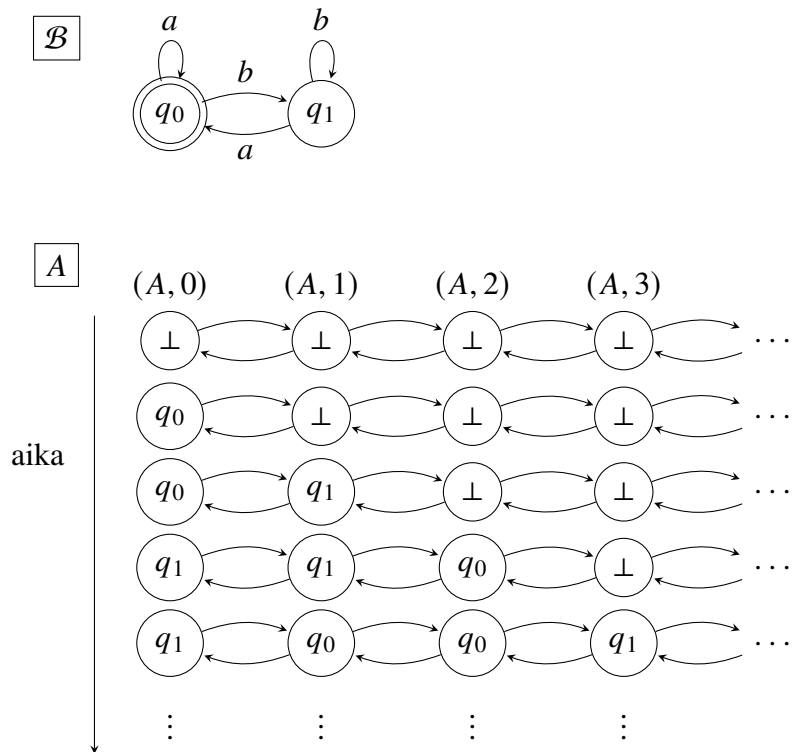 ℬ
a b
b
q₀ q₁
a
A
(A, 0) (A, 1) (A, 2) (A, 3)
⊥ ⊥ ⊥ ⊥ ⋯
q₀ ⊥ ⊥ ⊥ ⋯
aika
q₀ q₁ ⊥ ⊥ ⋯
q₁ q₁ q₀ ⊥ ⋯
q₁ q₀ q₀ q₁ ⋯
⋮ ⋮ ⋮ ⋮